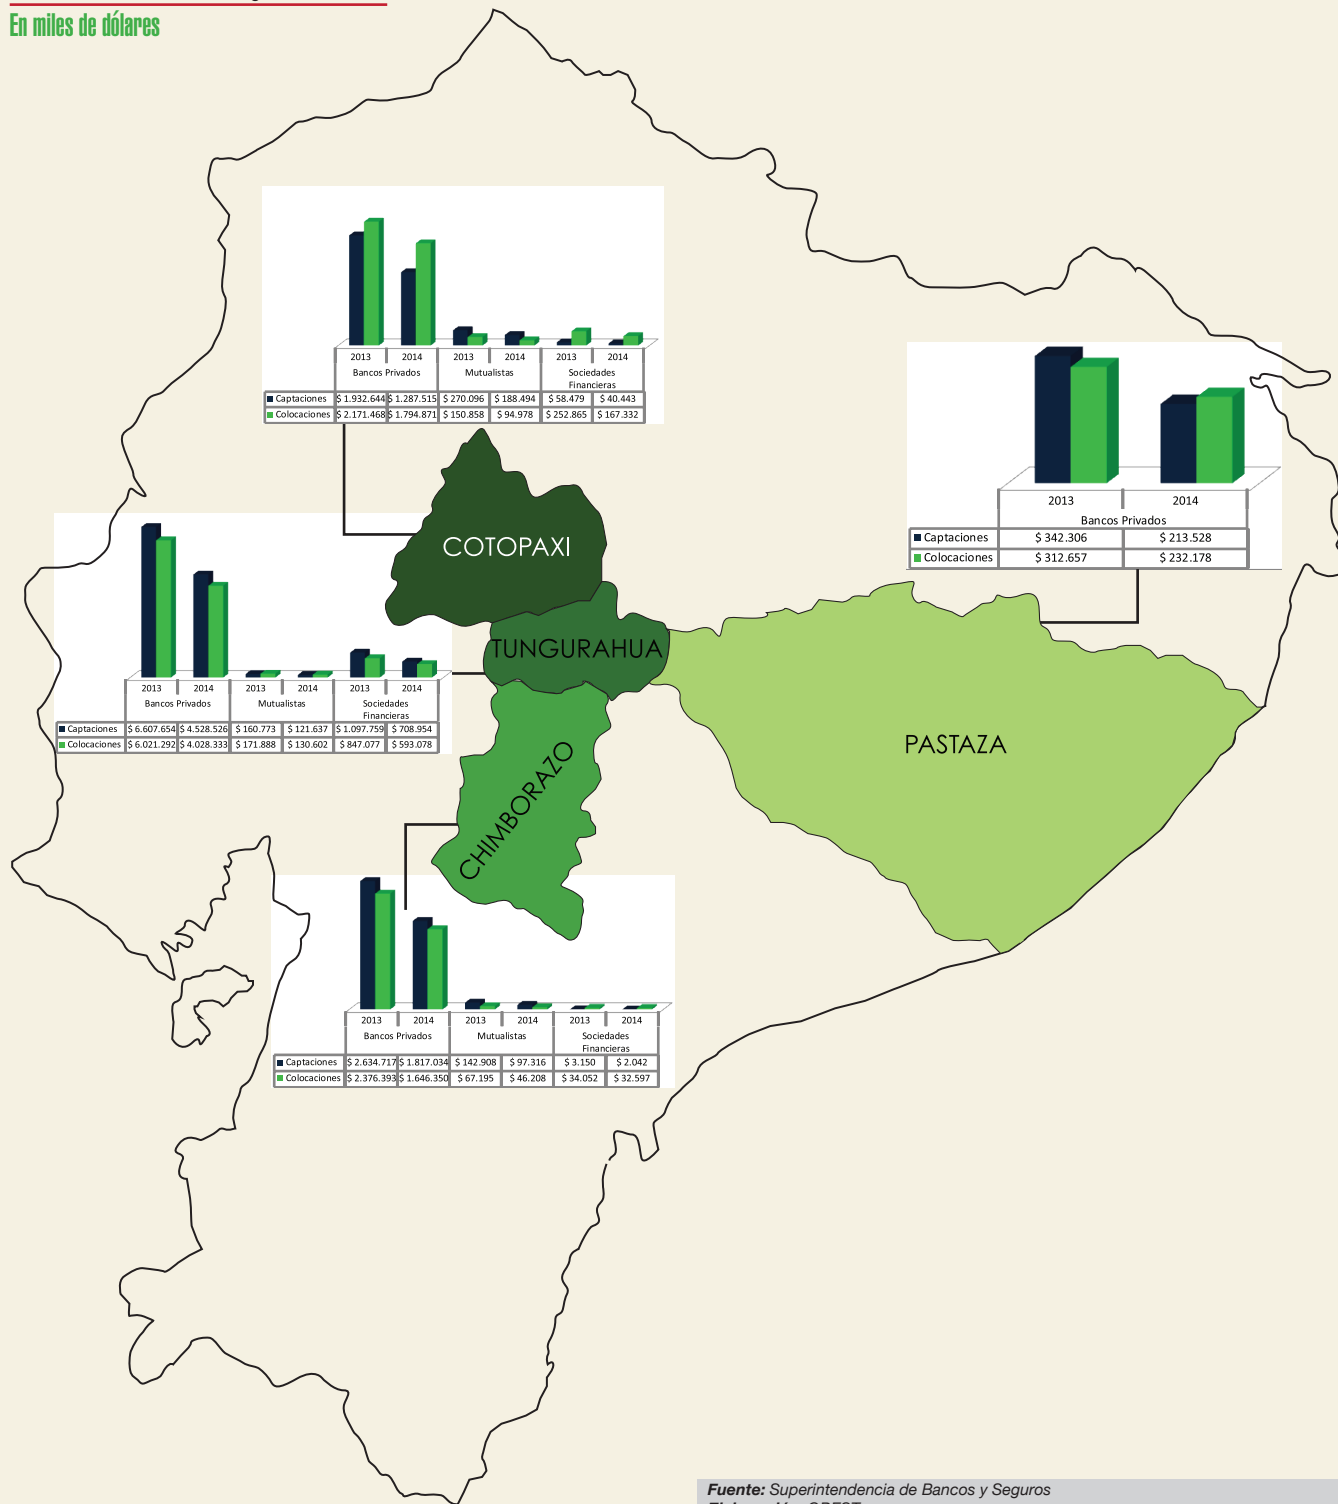 En miles de dólares
2013 2014 2013 2014 2013 2014
Bancos Privados Mutualistas Sociedades Financieras
Captaciones $ 1.932.644 $ 1.287.515 $ 270.096 $ 188.494 $ 58.479 $ 40.443
Colocaciones $ 2.171.468 $ 1.794.871 $ 150.858 $ 94.978 $ 252.865 $ 167.332
2013 2014
Bancos Privados
Captaciones $ 342.306 $ 213.528
Colocaciones $ 312.657 $ 232.178
COTOPAXI
TUNGURAHUA
2013 2014 2013 2014 2013 2014
Bancos Privados Mutualistas Sociedades Financieras
Captaciones $ 6.607.654 $ 4.528.526 $ 160.773 $ 121.637 $ 1.097.759 $ 708.954
Colocaciones $ 6.021.292 $ 4.028.333 $ 171.888 $ 130.602 $ 847.077 $ 593.078
PASTAZA
CHIMBORAZO
2013 2014 2013 2014 2013 2014
Bancos Privados Mutualistas Sociedades Financieras
Captaciones $ 2.634.717 $ 1.817.034 $ 142.908 $ 97.316 $ 3.150 $ 2.042
Colocaciones $ 2.376.393 $ 1.646.350 $ 67.195 $ 46.208 $ 34.052 $ 32.597
Fuente: Superintendencia de Bancos y Seguros